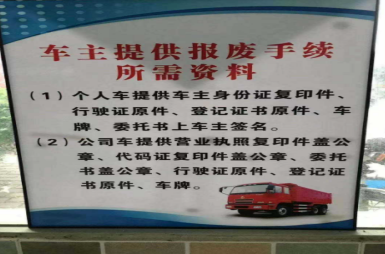 车主提供报废手续
所需资料
(1)个人车提供车主身份证复印件、
行驶证原件、登记证书原件、车
牌、委托书上车主签名。
(2)公司车提供营业执照复印件盖公
章、代码证复印件盖公章、委托
书盖公章、行驶证原件、登记证
书原件、车牌。